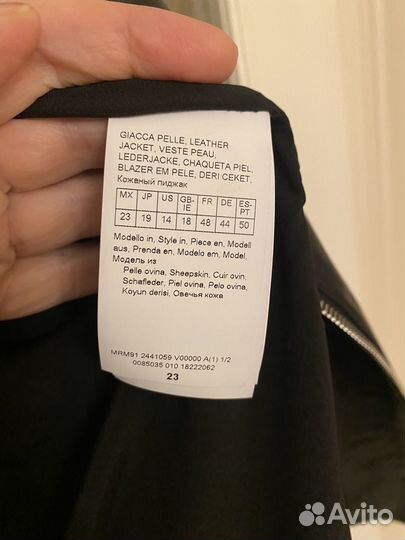 GIACCA PELLE, LEATHER
JACKET, VESTE PEAU,
LEDERJACKE, CHAQUETA PIEL,
BLAZER EM PELE, DERI CEKET,
Кожаный пиджак
MX JP US GB-IE FR DE ES-PT
23 19 14 18 48 44 50
Modello in, Style in, Piece en, Modell
aus, Prenda en, Modelo em, Model,
Модель из
Pelle ovina, Sheepskin, Cuir ovin,
Schafleder, Piel ovina, Pelo ovino,
Koyun derisi, Овечья кожа
MRM91 2441059 V00000 A(1) 1/2
0085035 010 18222062
23
Avito